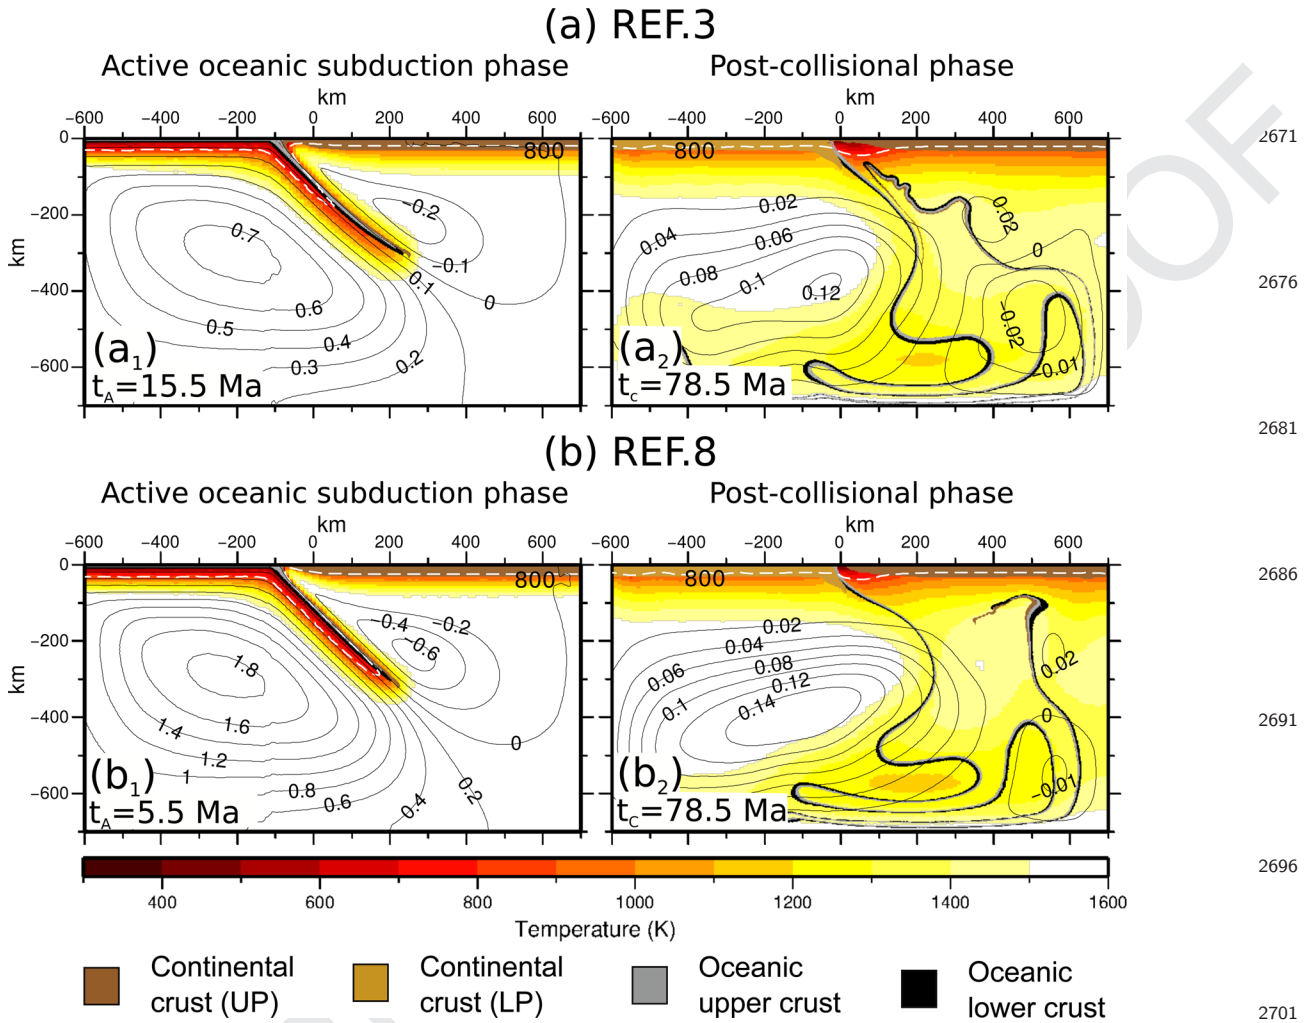 (a) REF.3
Active oceanic subduction phase
Post-collisional phase
km
km
−600 −400 −200 0 200 400 600
−600 −400 −200 0 200 400 600
0
−200
−400
−600
km
800
−0.2
0.7
−0.1
0.1
0
0.6
0.5
0.4
0.3
0.2
(a1)
tA=15.5 Ma
800
0.02
0.02
0.04
0.06
0
0.08
0.1
0.12
−0.02
−0.01
(a2)
tc=78.5 Ma
2671
2676
2681
(b) REF.8
Active oceanic subduction phase
Post-collisional phase
km
km
−600 −400 −200 0 200 400 600
−600 −400 −200 0 200 400 600
0
−200
−400
−600
km
800
−0.4
−0.2
−0.6
1.8
1.4
1.6
1.2
1
0
0.8
0.6
0.4
0.2
(b1)
tA=5.5 Ma
800
0.02
0.04
0.06
0.08
0.12
0.1
0.14
0.02
0
−0.01
(b2)
tC=78.5 Ma
2686
2691
2696
400 600 800 1000 1200 1400 1600
Temperature (K)
Continental
crust (UP)
Continental
crust (LP)
Oceanic
upper crust
Oceanic
lower crust
2701
OF